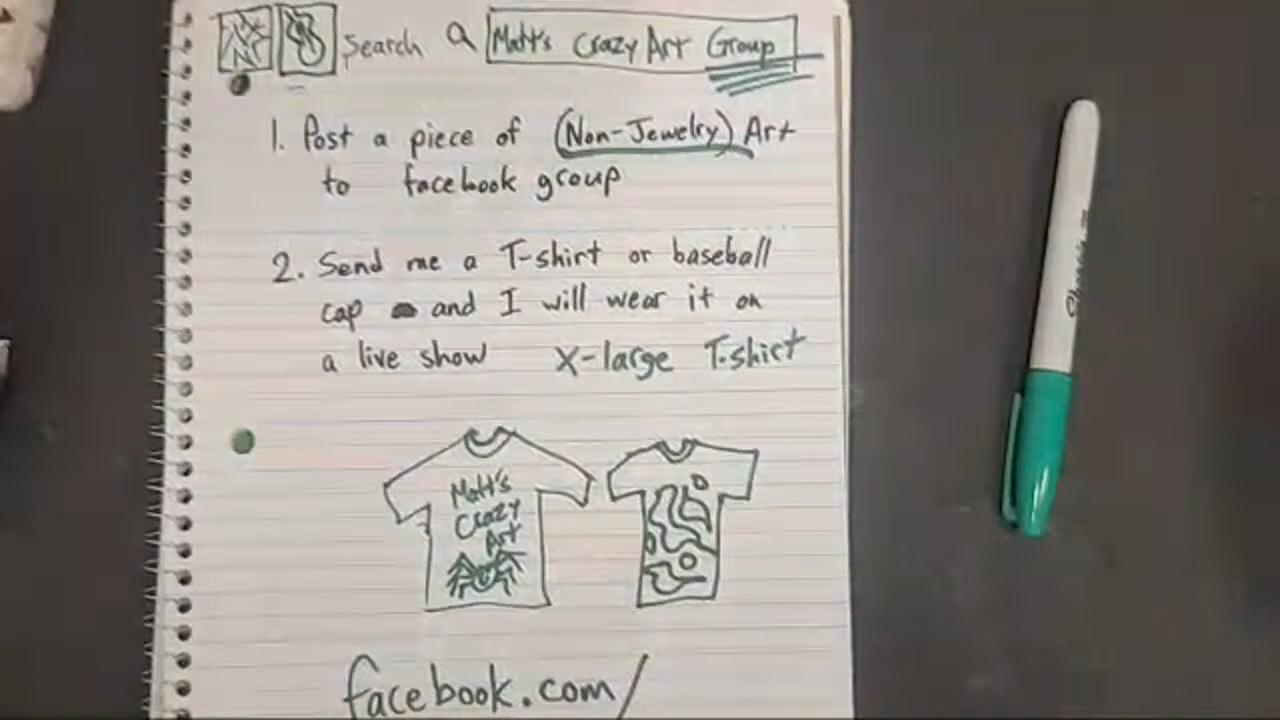 Search Matt's Crazy Art Group
1. Post a piece of (Non-Jewelry) Art
to facebook group
2. Send me a T-shirt or baseball
cap and I will wear it on
a live show X-large T-shirt
Matt's
Crazy
Art
facebook.com/
Sharpie